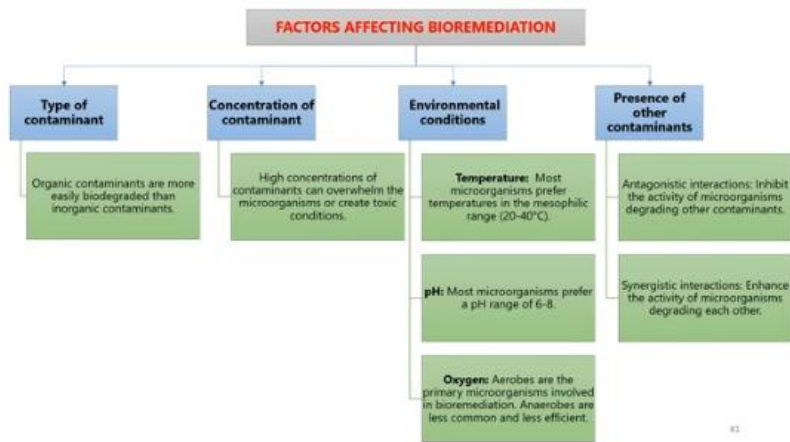 FACTORS AFFECTING BIOREMEDIATION
Type of
contaminant
Organic contaminants are more
easily biodegraded than
inorganic contaminants.
Concentration of
contaminant
High concentrations of
contaminants can overwhelm the
microorganisms or create toxic
conditions.
Environmental
conditions
Temperature: Most
microorganisms prefer
temperatures in the mesophilic
range (20-40°C).
pH: Most microorganisms prefer
a pH range of 6-8.
Oxygen: Aerobes are the
primary microorganisms involved
in bioremediation. Anaerobes are
less common and less efficient.
Presence of
other
contaminants
Antagonistic interactions: Inhibit
the activity of microorganisms
degrading other contaminants.
Synergistic interactions: Enhance
the activity of microorganisms
degrading each other.